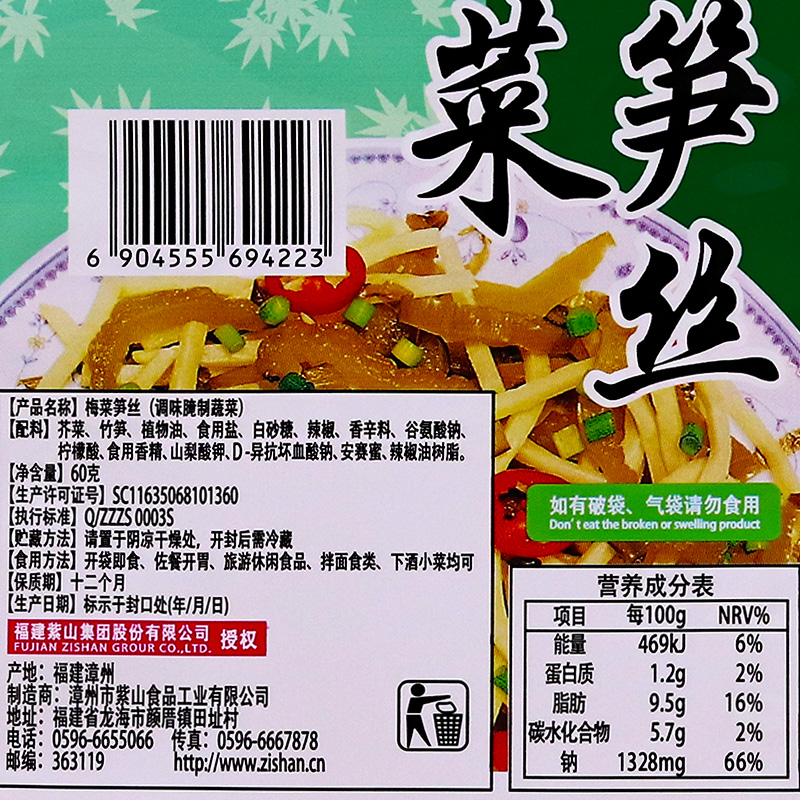 笋丝
菜
6 904555 694223
【产品名称】梅菜笋丝（调味腌制蔬菜）
【配料】芥菜、竹笋、植物油、食用盐、白砂糖、辣椒、香辛料、谷氨酸钠、
柠檬酸、食用香精、山梨酸钾、D-异抗坏血酸钠、安赛蜜、辣椒油树脂。
【净含量】60克
【生产许可证号】SC11635068101360
【执行标准】Q/ZZZS 0003S
【贮藏方法】请置于阴凉干燥处，开封后需冷藏
【食用方法】开袋即食、佐餐开胃、旅游休闲食品、拌面食类、下酒小菜均可
【保质期】十二个月
【生产日期】标示于封口处(年/月/日)
福建紫山集团股份有限公司 授权
FUJIAN ZISHAN GROUR CO.,LTD.
产地：福建漳州
制造商：漳州市紫山食品工业有限公司
地址：福建省龙海市颜厝镇田址村
电话：0596-6655066 传真：0596-6667878
邮编：363119 http://www.zishan.cn
如有破袋、气袋请勿食用
Don't eat the broken or swelling product
营养成分表
项目 每100g NRV%
能量 469kJ 6%
蛋白质 1.2g 2%
脂肪 9.5g 16%
碳水化合物 5.7g 2%
钠 1328mg 66%